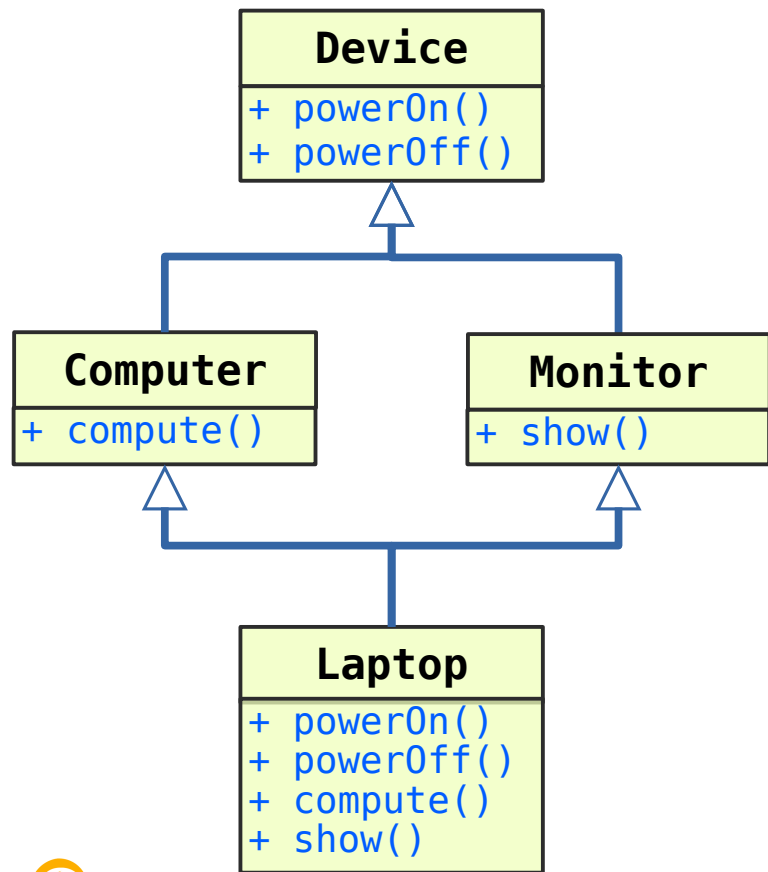 Device
+ powerOn()
+ powerOff()
Computer
+ compute()
Monitor
+ show()
Laptop
+ powerOn()
+ powerOff()
+ compute()
+ show()